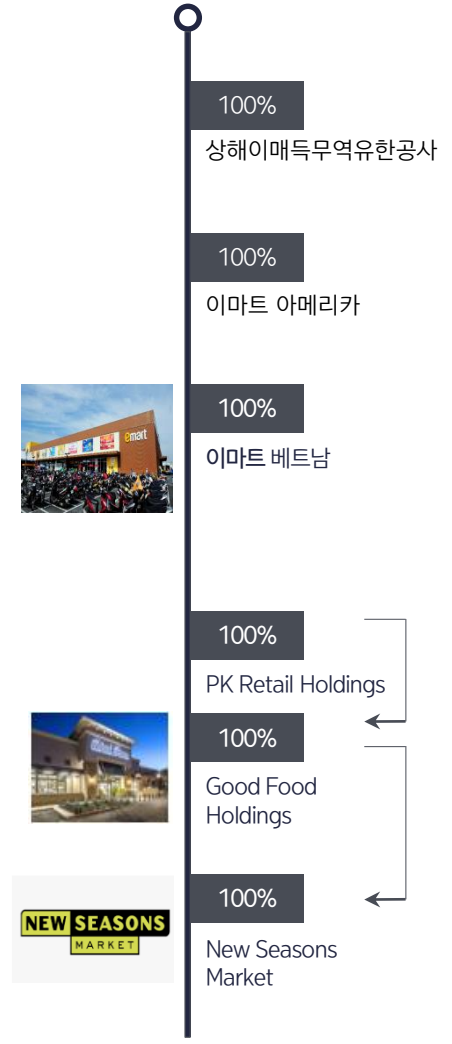 100%
상해이매득무역유한공사
100%
이마트 아메리카
emart
100%
이마트 베트남
100%
PK Retail Holdings
100%
Good Food
Holdings
100%
NEW SEASONS
MARKET
New Seasons
Market